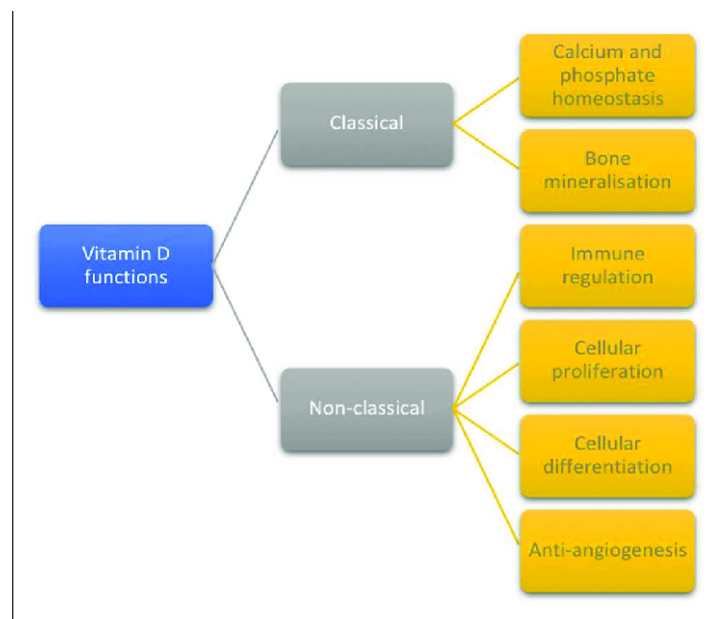 Vitamin D
functions
Classical
Calcium and
phosphate
homeostasis
Bone
mineralisation
Non-classical
Immune
regulation
Cellular
proliferation
Cellular
differentiation
Anti-angiogenesis